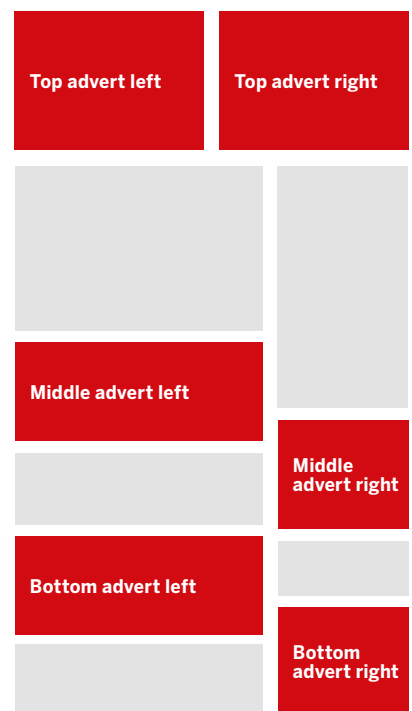 Top advert left
Top advert right
Middle advert left
Middle
advert right
Bottom advert left
Bottom
advert right